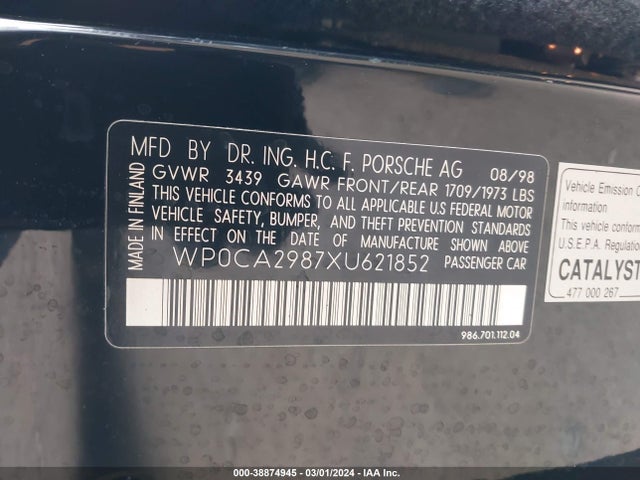 MFD BY DR. ING. H.C. F. PORSCHE AG 08/98
MADE IN FINLAND
GVWR 3439 GAWR FRONT/REAR 1709/1973 LBS
THIS VEHICLE CONFORMS TO ALL APPLICABLE U.S FEDERAL MOTOR
VEHICLE SAFETY, BUMPER, AND THEFT PREVENTION STANDARDS
IN EFFECT ON THE DATE OF MANUFACTURE SHOWN ABOVE
WP0CA2987XU621852 PASSENGER CAR
986.701.112.04
Vehicle Emission
information
This vehicle conforms
U.S.E.P.A. Regulation
CATALYST
477 000 267
000-38874945 - 03/01/2024 - IAA Inc.